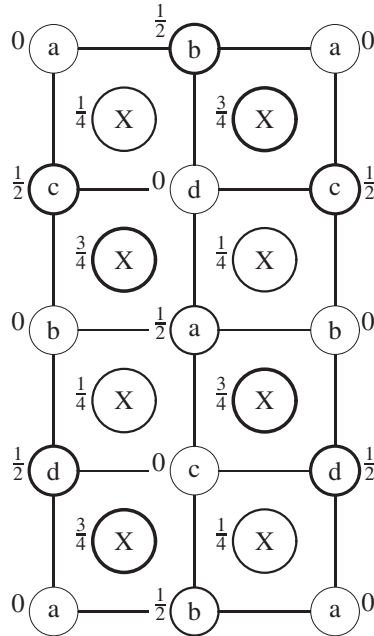 0 a 1/2 b a 0
1/4 X 3/4 X
1/2 c 0 d c 1/2
3/4 X 1/4 X
0 b 1/2 a b 0
1/4 X 3/4 X
1/2 d 0 c d 1/2
3/4 X 1/4 X
0 a 1/2 b a 0